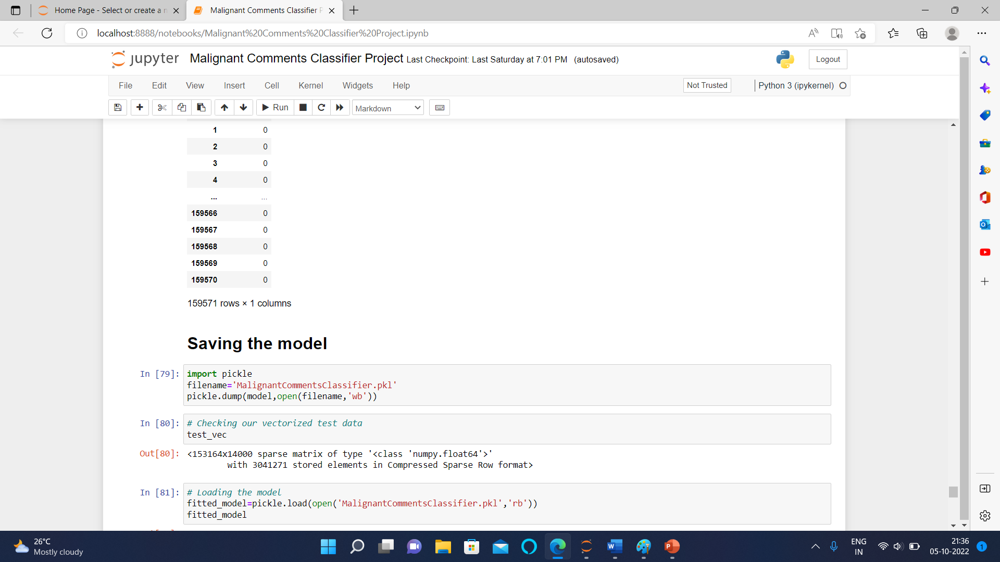 Home Page - Select or create a n
Malignant Comments Classifier P
localhost:8888/notebooks/Malignant%20Comments%20Classifier%20Project.ipynb
jupyter Malignant Comments Classifier Project Last Checkpoint: Last Saturday at 7:01 PM (autosaved)
Logout
File Edit View Insert Cell Kernel Widgets Help
Not Trusted
Python 3 (ipykernel)
Run
Markdown
1 0
2 0
3 0
4 0
... ...
159566 0
159567 0
159568 0
159569 0
159570 0
159571 rows × 1 columns
Saving the model
In [79]: import pickle
filename='MalignantCommentsClassifier.pkl'
pickle.dump(model,open(filename,'wb'))
In [80]: # Checking our vectorized test data
test_vec
Out[80]: <153164x14000 sparse matrix of type '<class 'numpy.float64'>'
with 3041271 stored elements in Compressed Sparse Row format>
In [81]: # Loading the model
fitted_model=pickle.load(open('MalignantCommentsClassifier.pkl','rb'))
fitted_model
26°C
Mostly cloudy
ENG
IN
21:36
05-10-2022
1